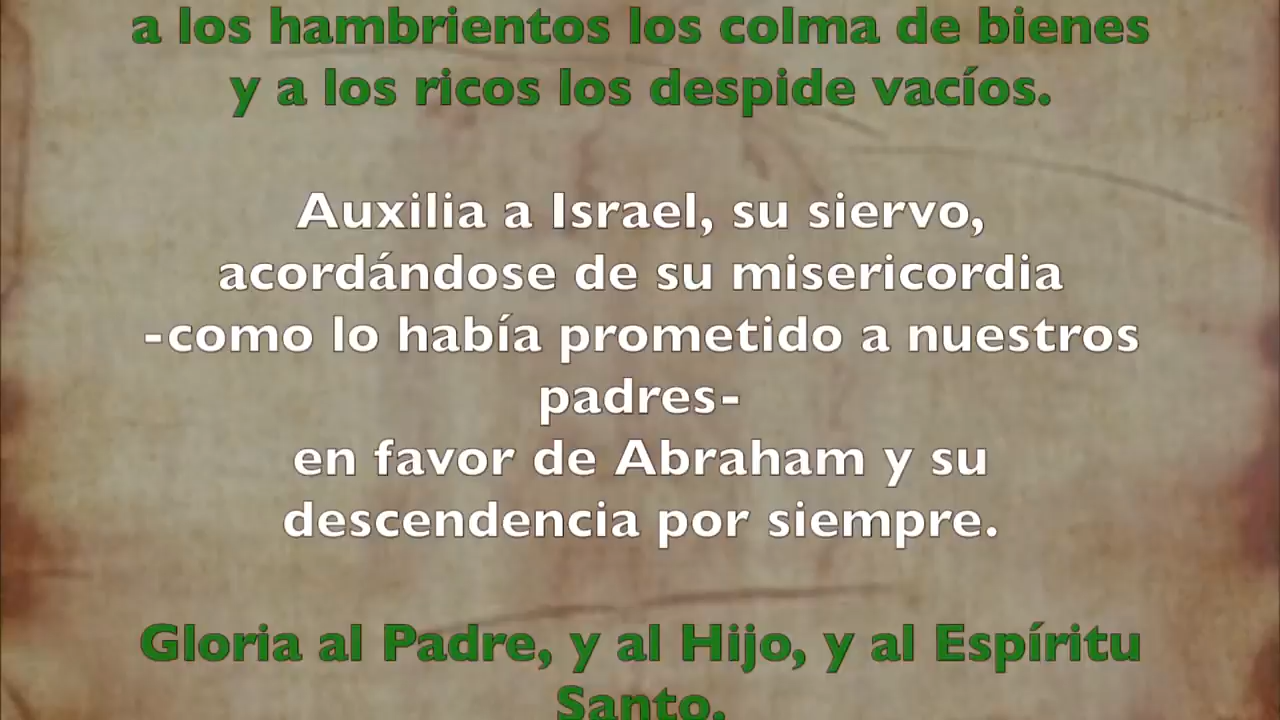 a los hambrientos los colma de bienes
y a los ricos los despide vacíos.
Auxilia a Israel, su siervo,
acordándose de su misericordia
-como lo había prometido a nuestros
padres-
en favor de Abraham y su
descendencia por siempre.
Gloria al Padre, y al Hijo, y al Espíritu
Santo.